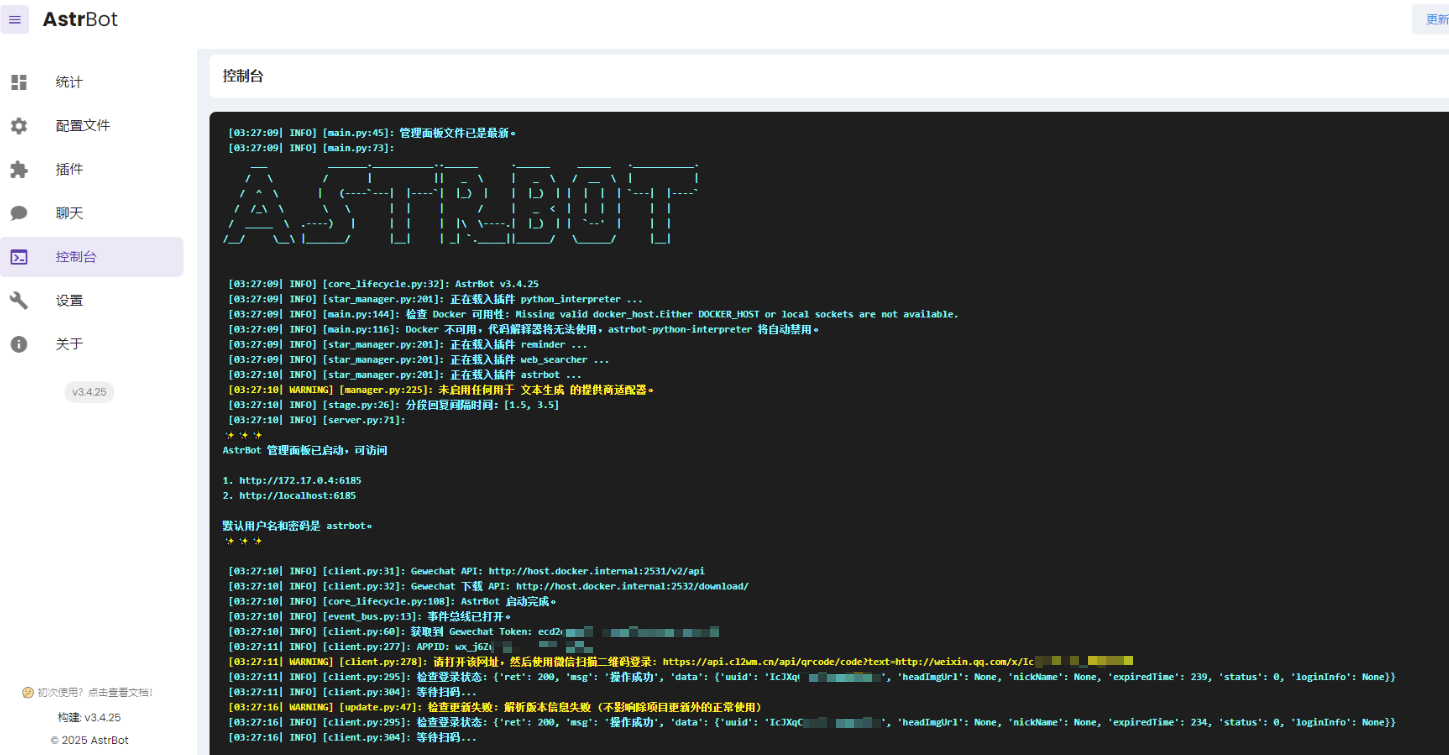 AstrBot
更新
统计
配置文件
插件
聊天
控制台
设置
关于
v3.4.25
初次使用？点击查看文档！
构建: v3.4.25
© 2025 AstrBot
控制台
[03:27:09| INFO] [main.py:45]: 管理面板文件已是最新。
[03:27:09| INFO] [main.py:73]:
ASTRBOT
[03:27:09| INFO] [core_lifecycle.py:32]: AstrBot v3.4.25
[03:27:09| INFO] [star_manager.py:201]: 正在载入插件 python_interpreter ...
[03:27:09| INFO] [main.py:144]: 检查 Docker 可用性: Missing valid docker_host.Either DOCKER_HOST or local sockets are not available.
[03:27:09| INFO] [main.py:116]: Docker 不可用，代码解释器将无法使用，astrbot-python-interpreter 将自动禁用。
[03:27:09| INFO] [star_manager.py:201]: 正在载入插件 reminder ...
[03:27:09| INFO] [star_manager.py:201]: 正在载入插件 web_searcher ...
[03:27:10| INFO] [star_manager.py:201]: 正在载入插件 astrbot ...
[03:27:10| WARNING] [manager.py:225]: 未启用任何用于 文本生成 的提供商适配器。
[03:27:10| INFO] [stage.py:26]: 分段回复间隔时间：[1.5, 3.5]
[03:27:10| INFO] [server.py:71]:
✨✨✨
AstrBot 管理面板已启动，可访问
1. http://172.17.0.4:6185
2. http://localhost:6185
默认用户名和密码是 astrbot。
✨✨✨
[03:27:10| INFO] [client.py:31]: Gewechat API: http://host.docker.internal:2531/v2/api
[03:27:10| INFO] [client.py:32]: Gewechat 下载 API: http://host.docker.internal:2532/download/
[03:27:10| INFO] [core_lifecycle.py:108]: AstrBot 启动完成。
[03:27:10| INFO] [event_bus.py:13]: 事件总线已打开。
[03:27:10| INFO] [client.py:60]: 获取到 Gewechat Token: ecd2
[03:27:11| INFO] [client.py:277]: APPID: wx_j6Z
[03:27:11| WARNING] [client.py:278]: 请打开该网址，然后使用微信扫描二维码登录: https://api.cl2wm.cn/api/qrcode/code?text=http://weixin.qq.com/x/Ic
[03:27:11| INFO] [client.py:295]: 检查登录状态: {'ret': 200, 'msg': '操作成功', 'data': {'uuid': 'IcJXq', 'headImgUrl': None, 'nickName': None, 'expiredTime': 239, 'status': 0, 'loginInfo': None}}
[03:27:11| INFO] [client.py:304]: 等待扫码...
[03:27:16| WARNING] [update.py:47]: 检查更新失败: 解析版本信息失败 (不影响除项目更新外的正常使用)
[03:27:16| INFO] [client.py:295]: 检查登录状态: {'ret': 200, 'msg': '操作成功', 'data': {'uuid': 'IcJXqC', 'headImgUrl': None, 'nickName': None, 'expiredTime': 234, 'status': 0, 'loginInfo': None}}
[03:27:16| INFO] [client.py:304]: 等待扫码...